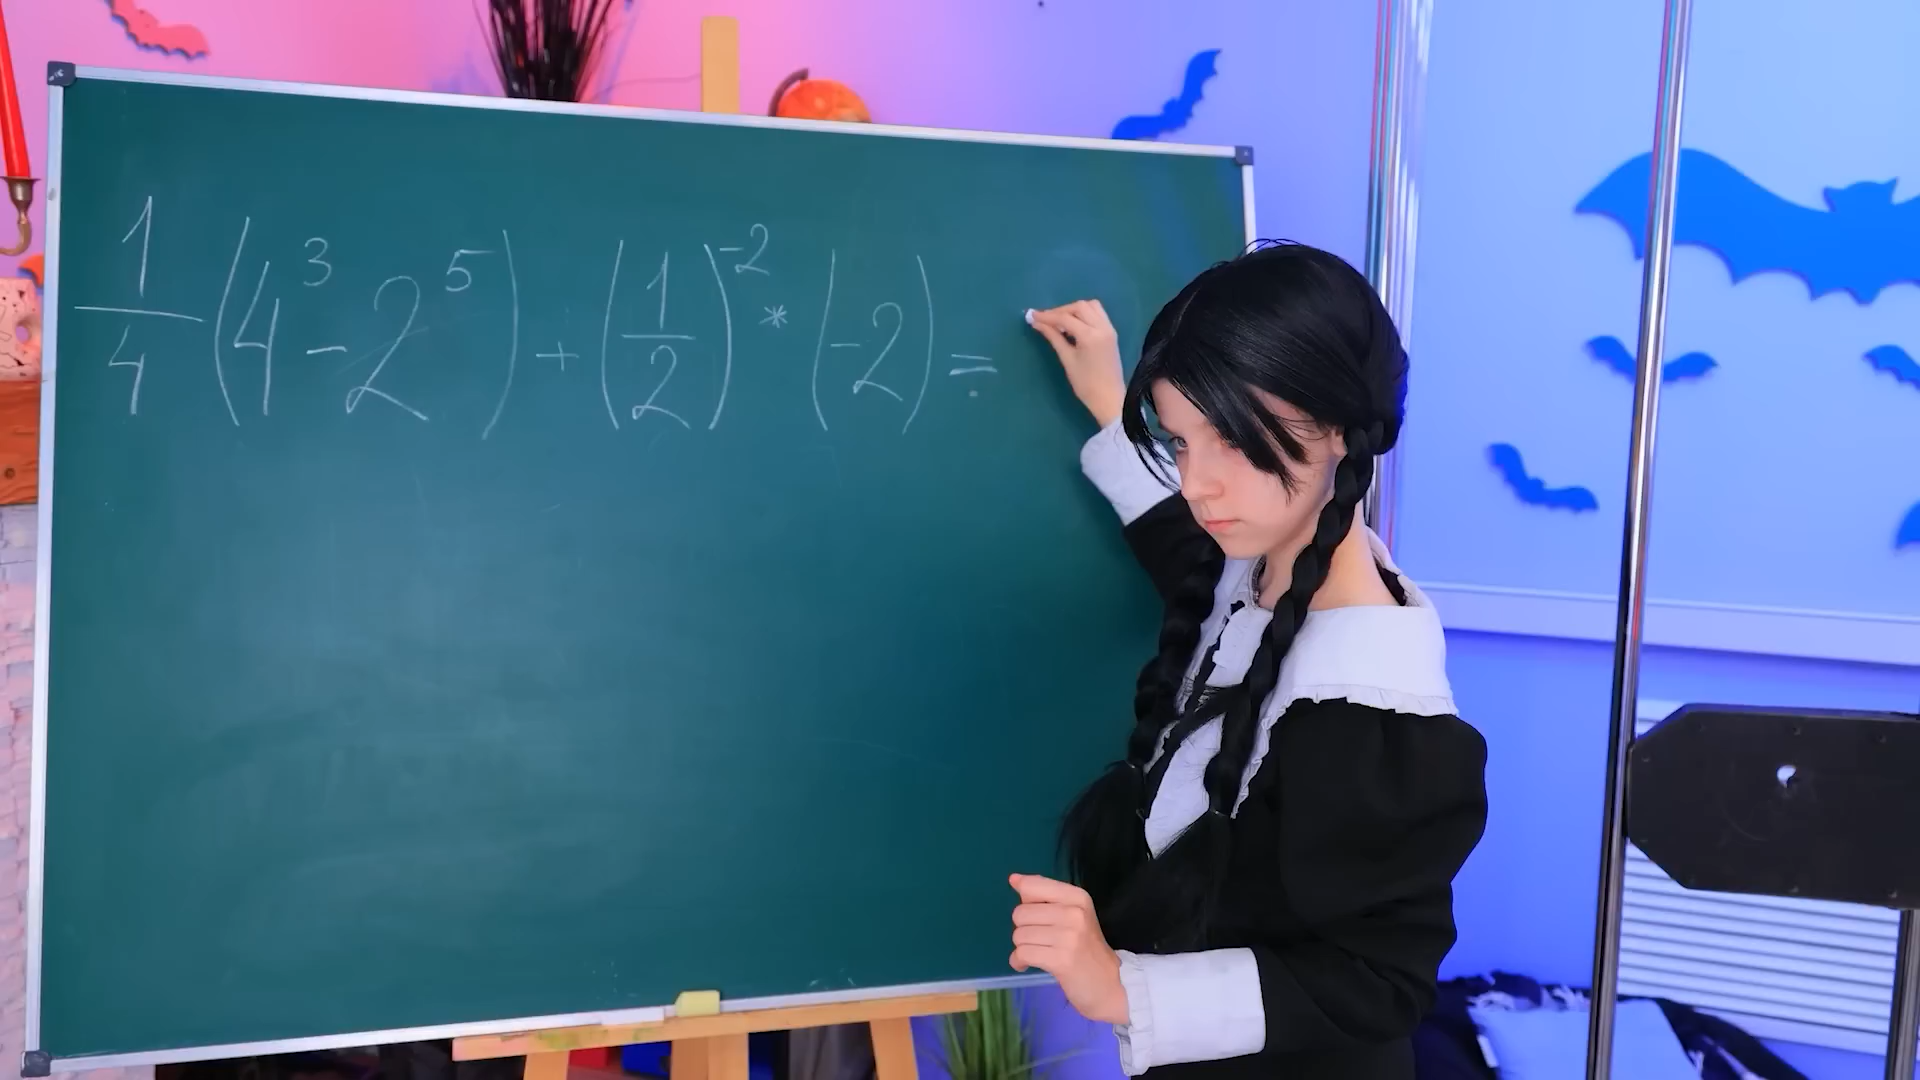 1/4 (4³ - 2⁵) + (1/2)⁻² * (-2) =